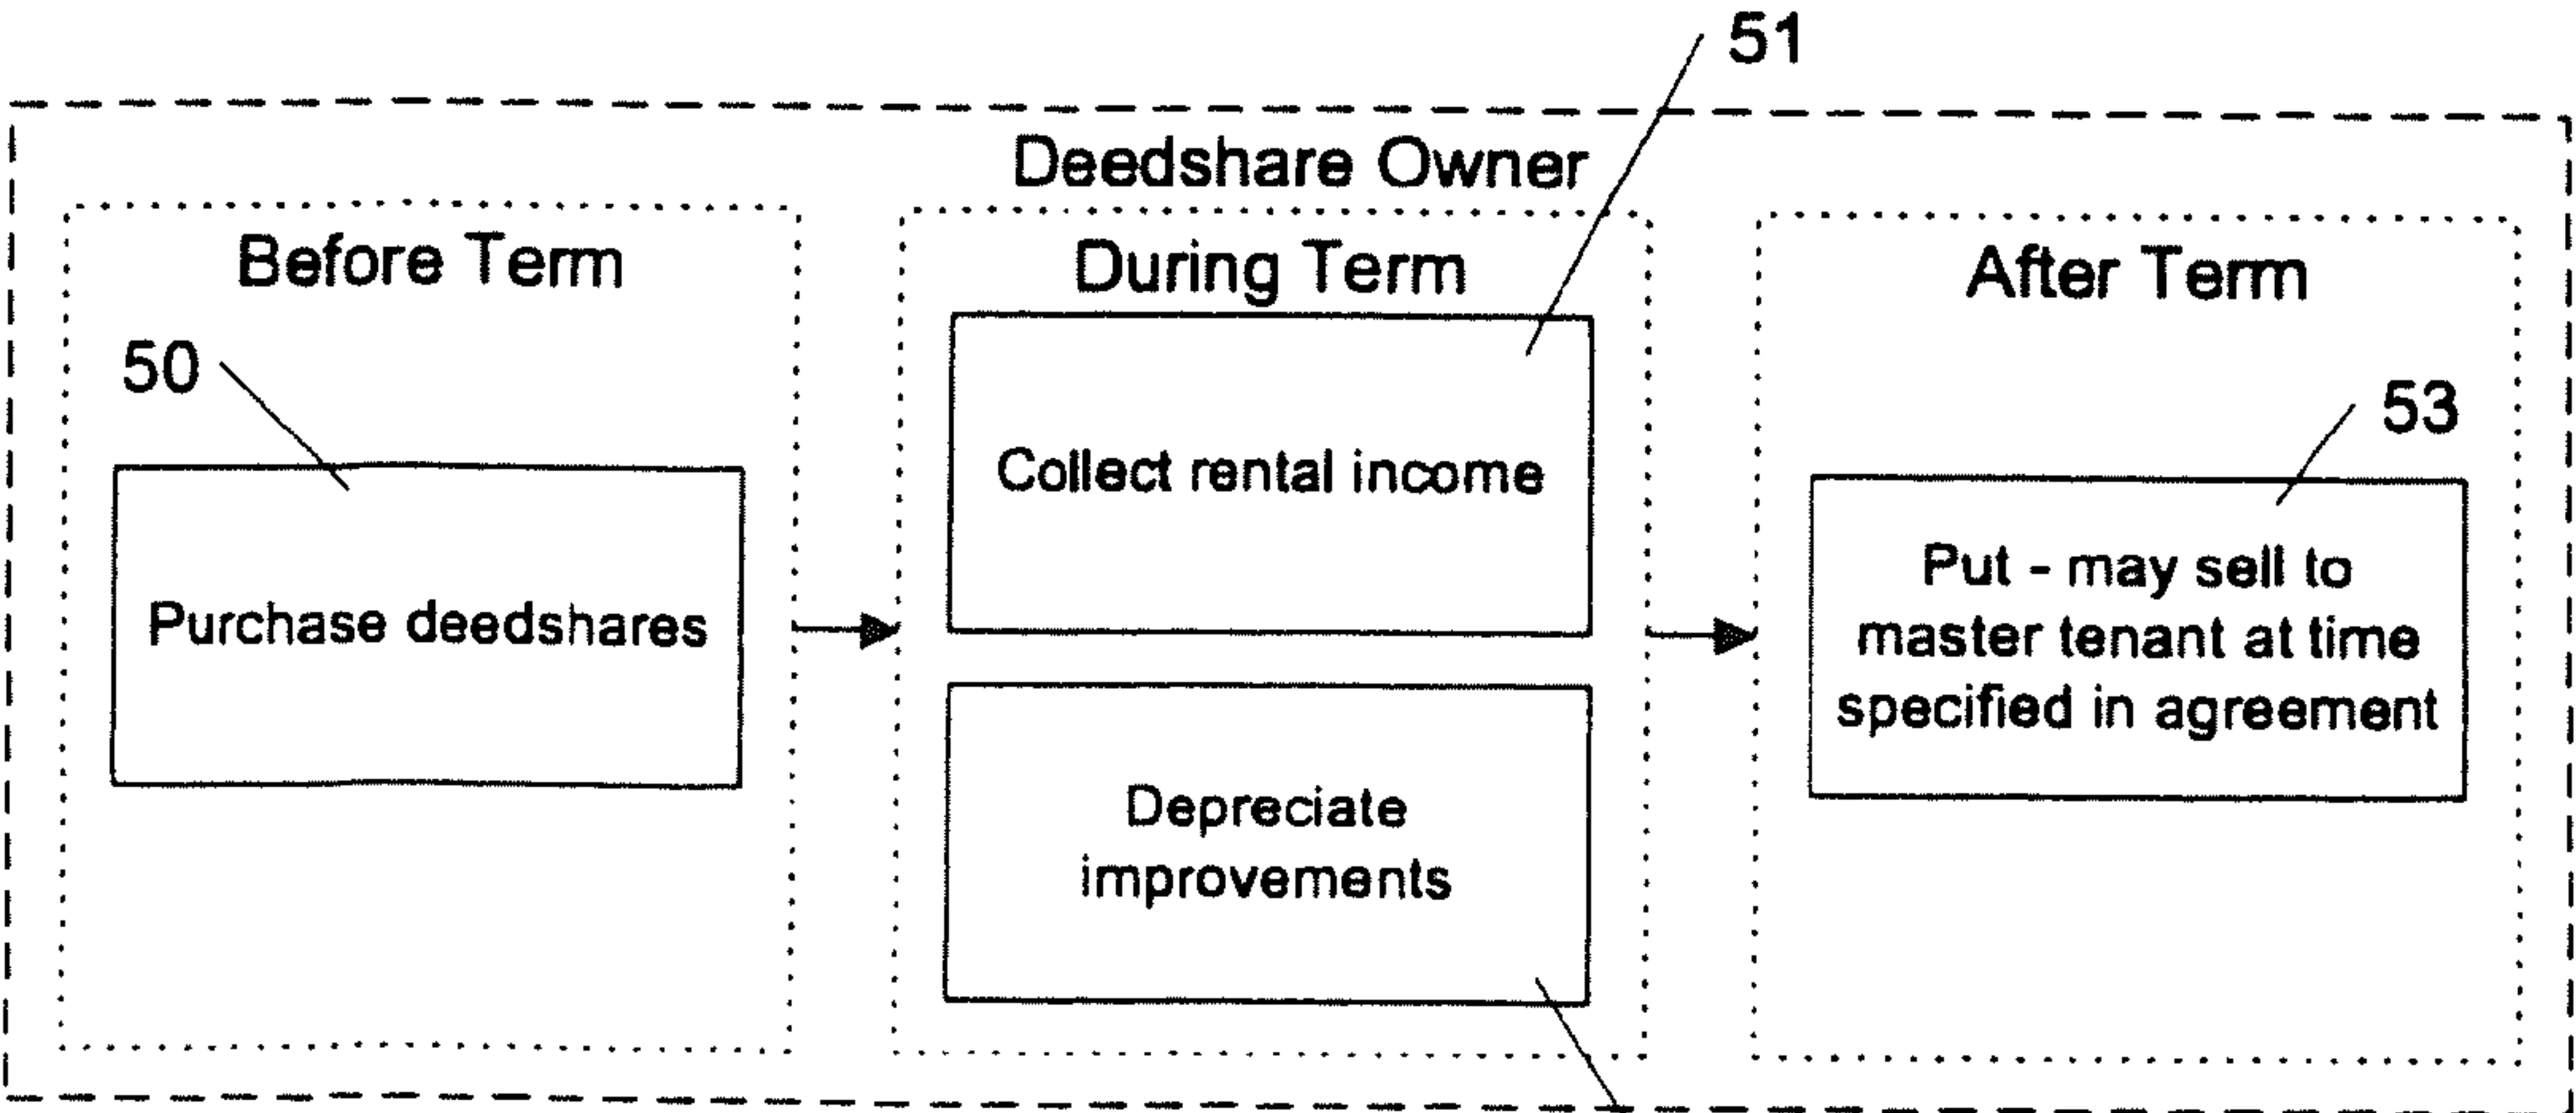 51
Deedshare Owner
Before Term
During Term
After Term
50
53
Collect rental income
Purchase deedshares
Put - may sell to
master tenant at time
specified in agreement
Depreciate
improvements